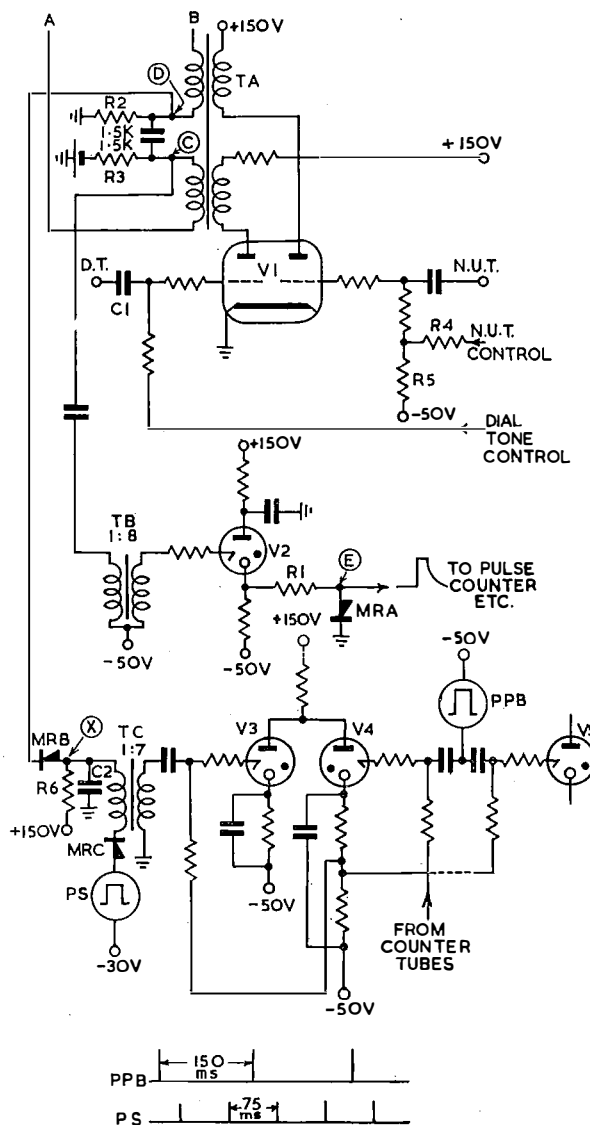 A
B
+150V
D
TA
R2
1.5K
1.5K
C
R3
+150V
D.T.
C1
V1
N.U.T.
R4
N.U.T.
CONTROL
R5
-50V
DIAL
TONE
CONTROL
+150V
TB
1:8
V2
R1
E
TO PULSE
COUNTER
ETC.
MRA
-50V
-50V
+150V
-50V
PPB
MRB
X
TC
1:7
V3
V4
R6
C2
+150V
MRC
PS
-30V
-50V
FROM
COUNTER
TUBES
-50V
PPB
150
ms
PS
.75
ms